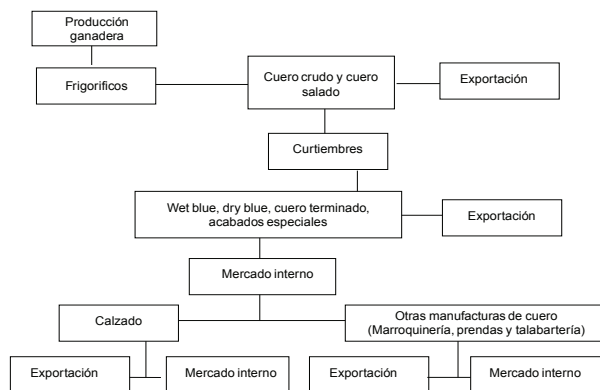 Producción
ganadera
Frigorificos
Cuero crudo y cuero
salado
Exportación
Curtiembres
Wet blue, dry blue, cuero terminado,
acabados especiales
Exportación
Mercado interno
Calzado
Otras manufacturas de cuero
(Marroquinería, prendas y talabartería)
Exportación
Mercado interno
Exportación
Mercado interno